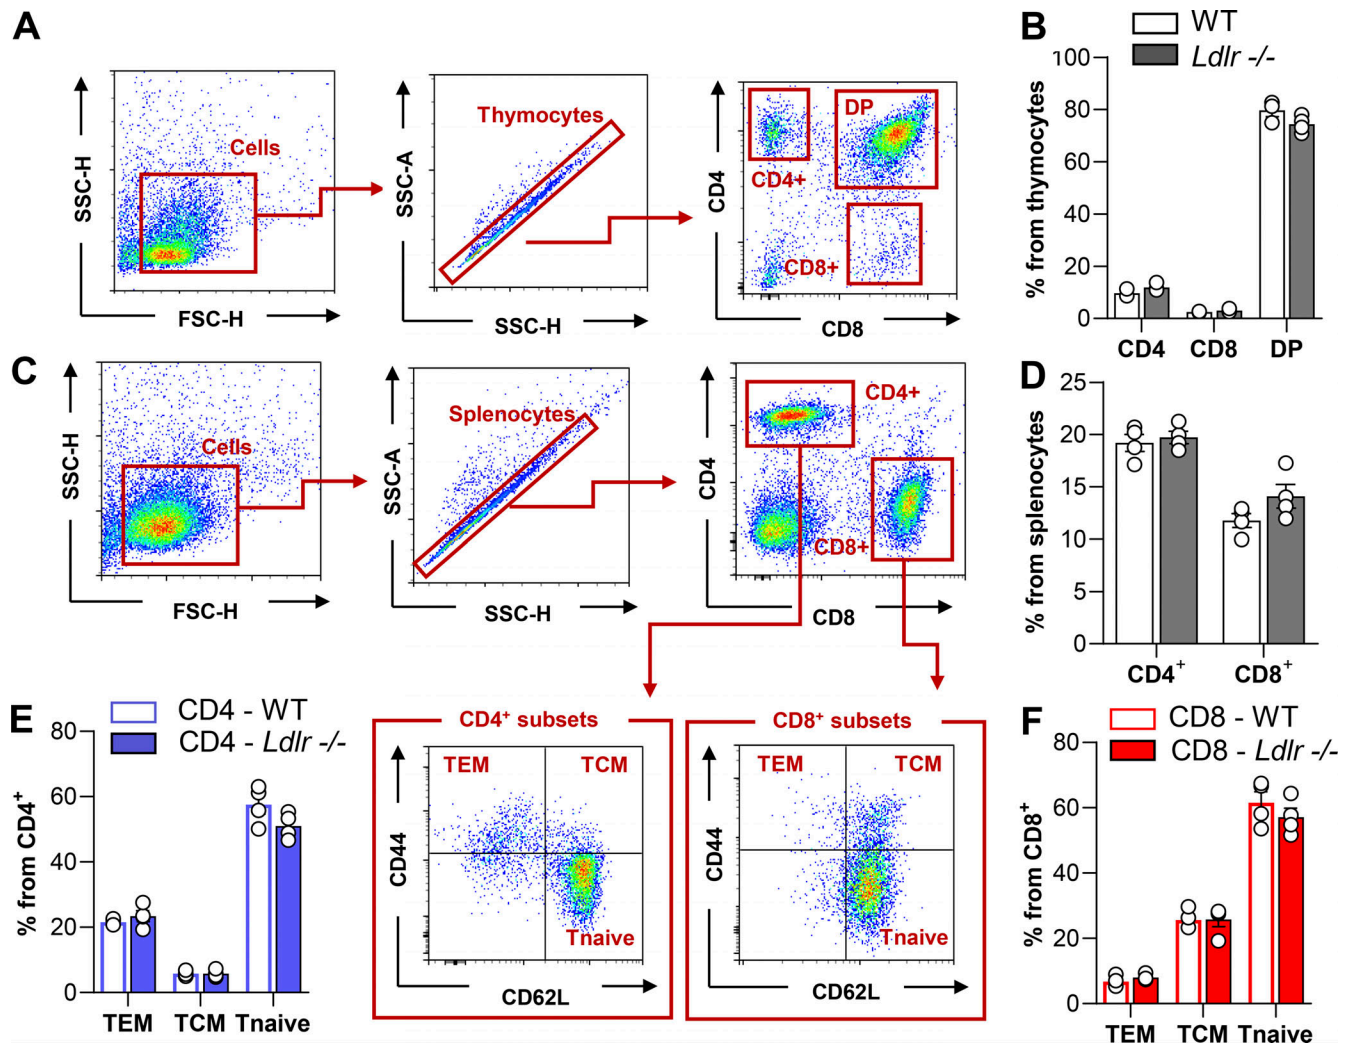 A
SSC-H
Cells
FSC-H
SSC-A
Thymocytes
SSC-H
CD4
DP
CD4+
CD8+
CD8
B
WT
Ldlr -/-
% from thymocytes
100
80
60
40
20
0
CD4 CD8 DP
C
SSC-H
Cells
FSC-H
SSC-A
Splenocytes
SSC-H
CD4
CD4+
CD8+
CD8
D
% from splenocytes
25
20
15
10
5
0
CD4⁺ CD8⁺
E
CD4 - WT
CD4 - Ldlr -/-
% from CD4⁺
80
60
40
20
0
TEM TCM Tnaive
CD4⁺ subsets
TEM TCM
CD44
Tnaive
CD62L
CD8⁺ subsets
TEM TCM
CD44
Tnaive
CD62L
F
CD8 - WT
CD8 - Ldlr -/-
% from CD8⁺
80
60
40
20
0
TEM TCM Tnaive